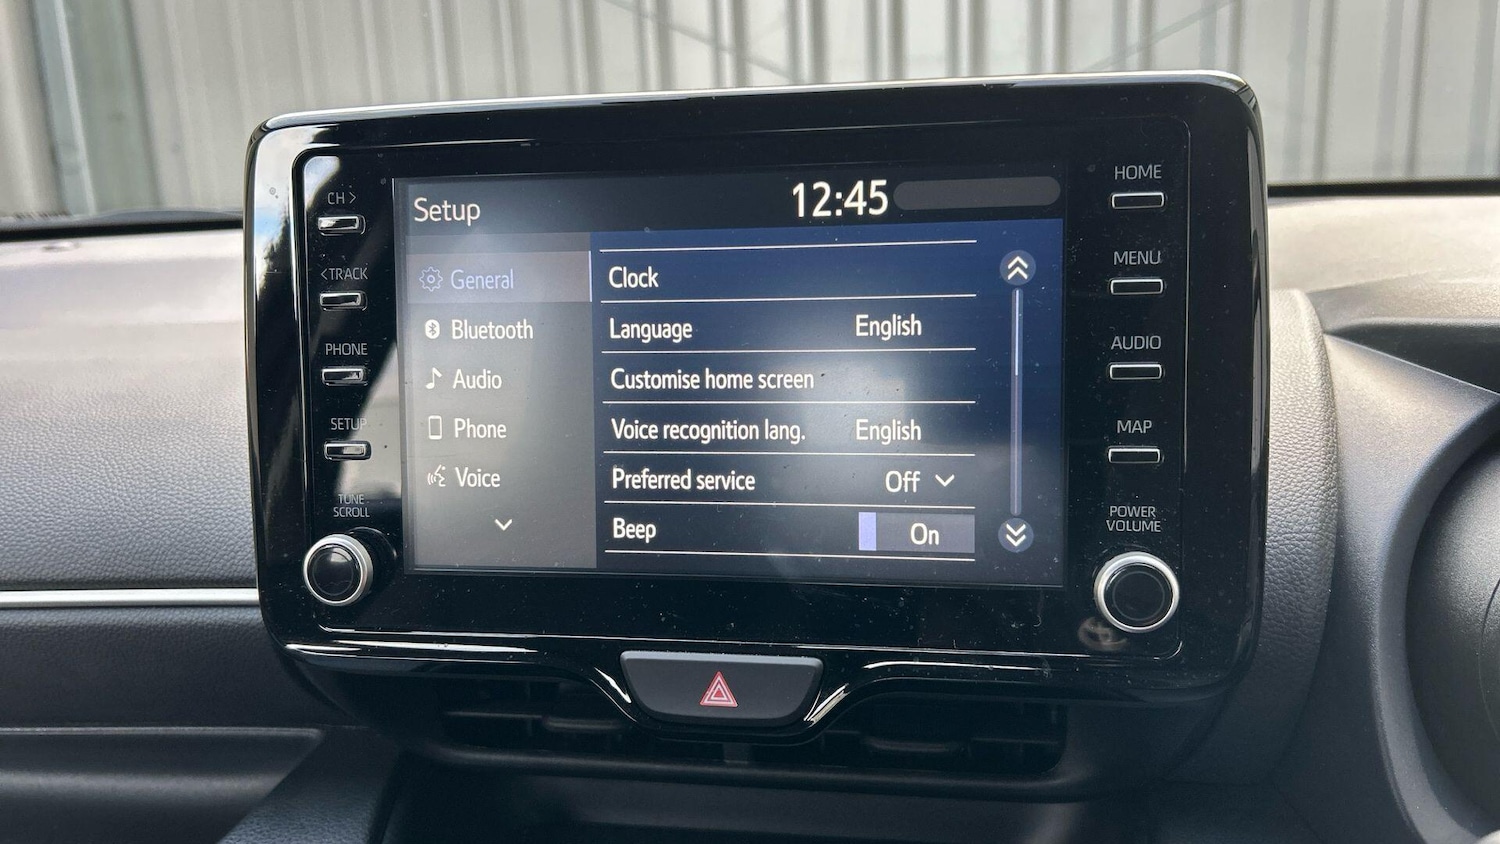 CH >
< TRACK
PHONE
SETUP
TUNE
SCROLL
Setup
12:45
General
Bluetooth
Audio
Phone
Voice
Clock
Language English
Customise home screen
Voice recognition lang. English
Preferred service Off
Beep On
HOME
MENU
AUDIO
MAP
POWER
VOLUME